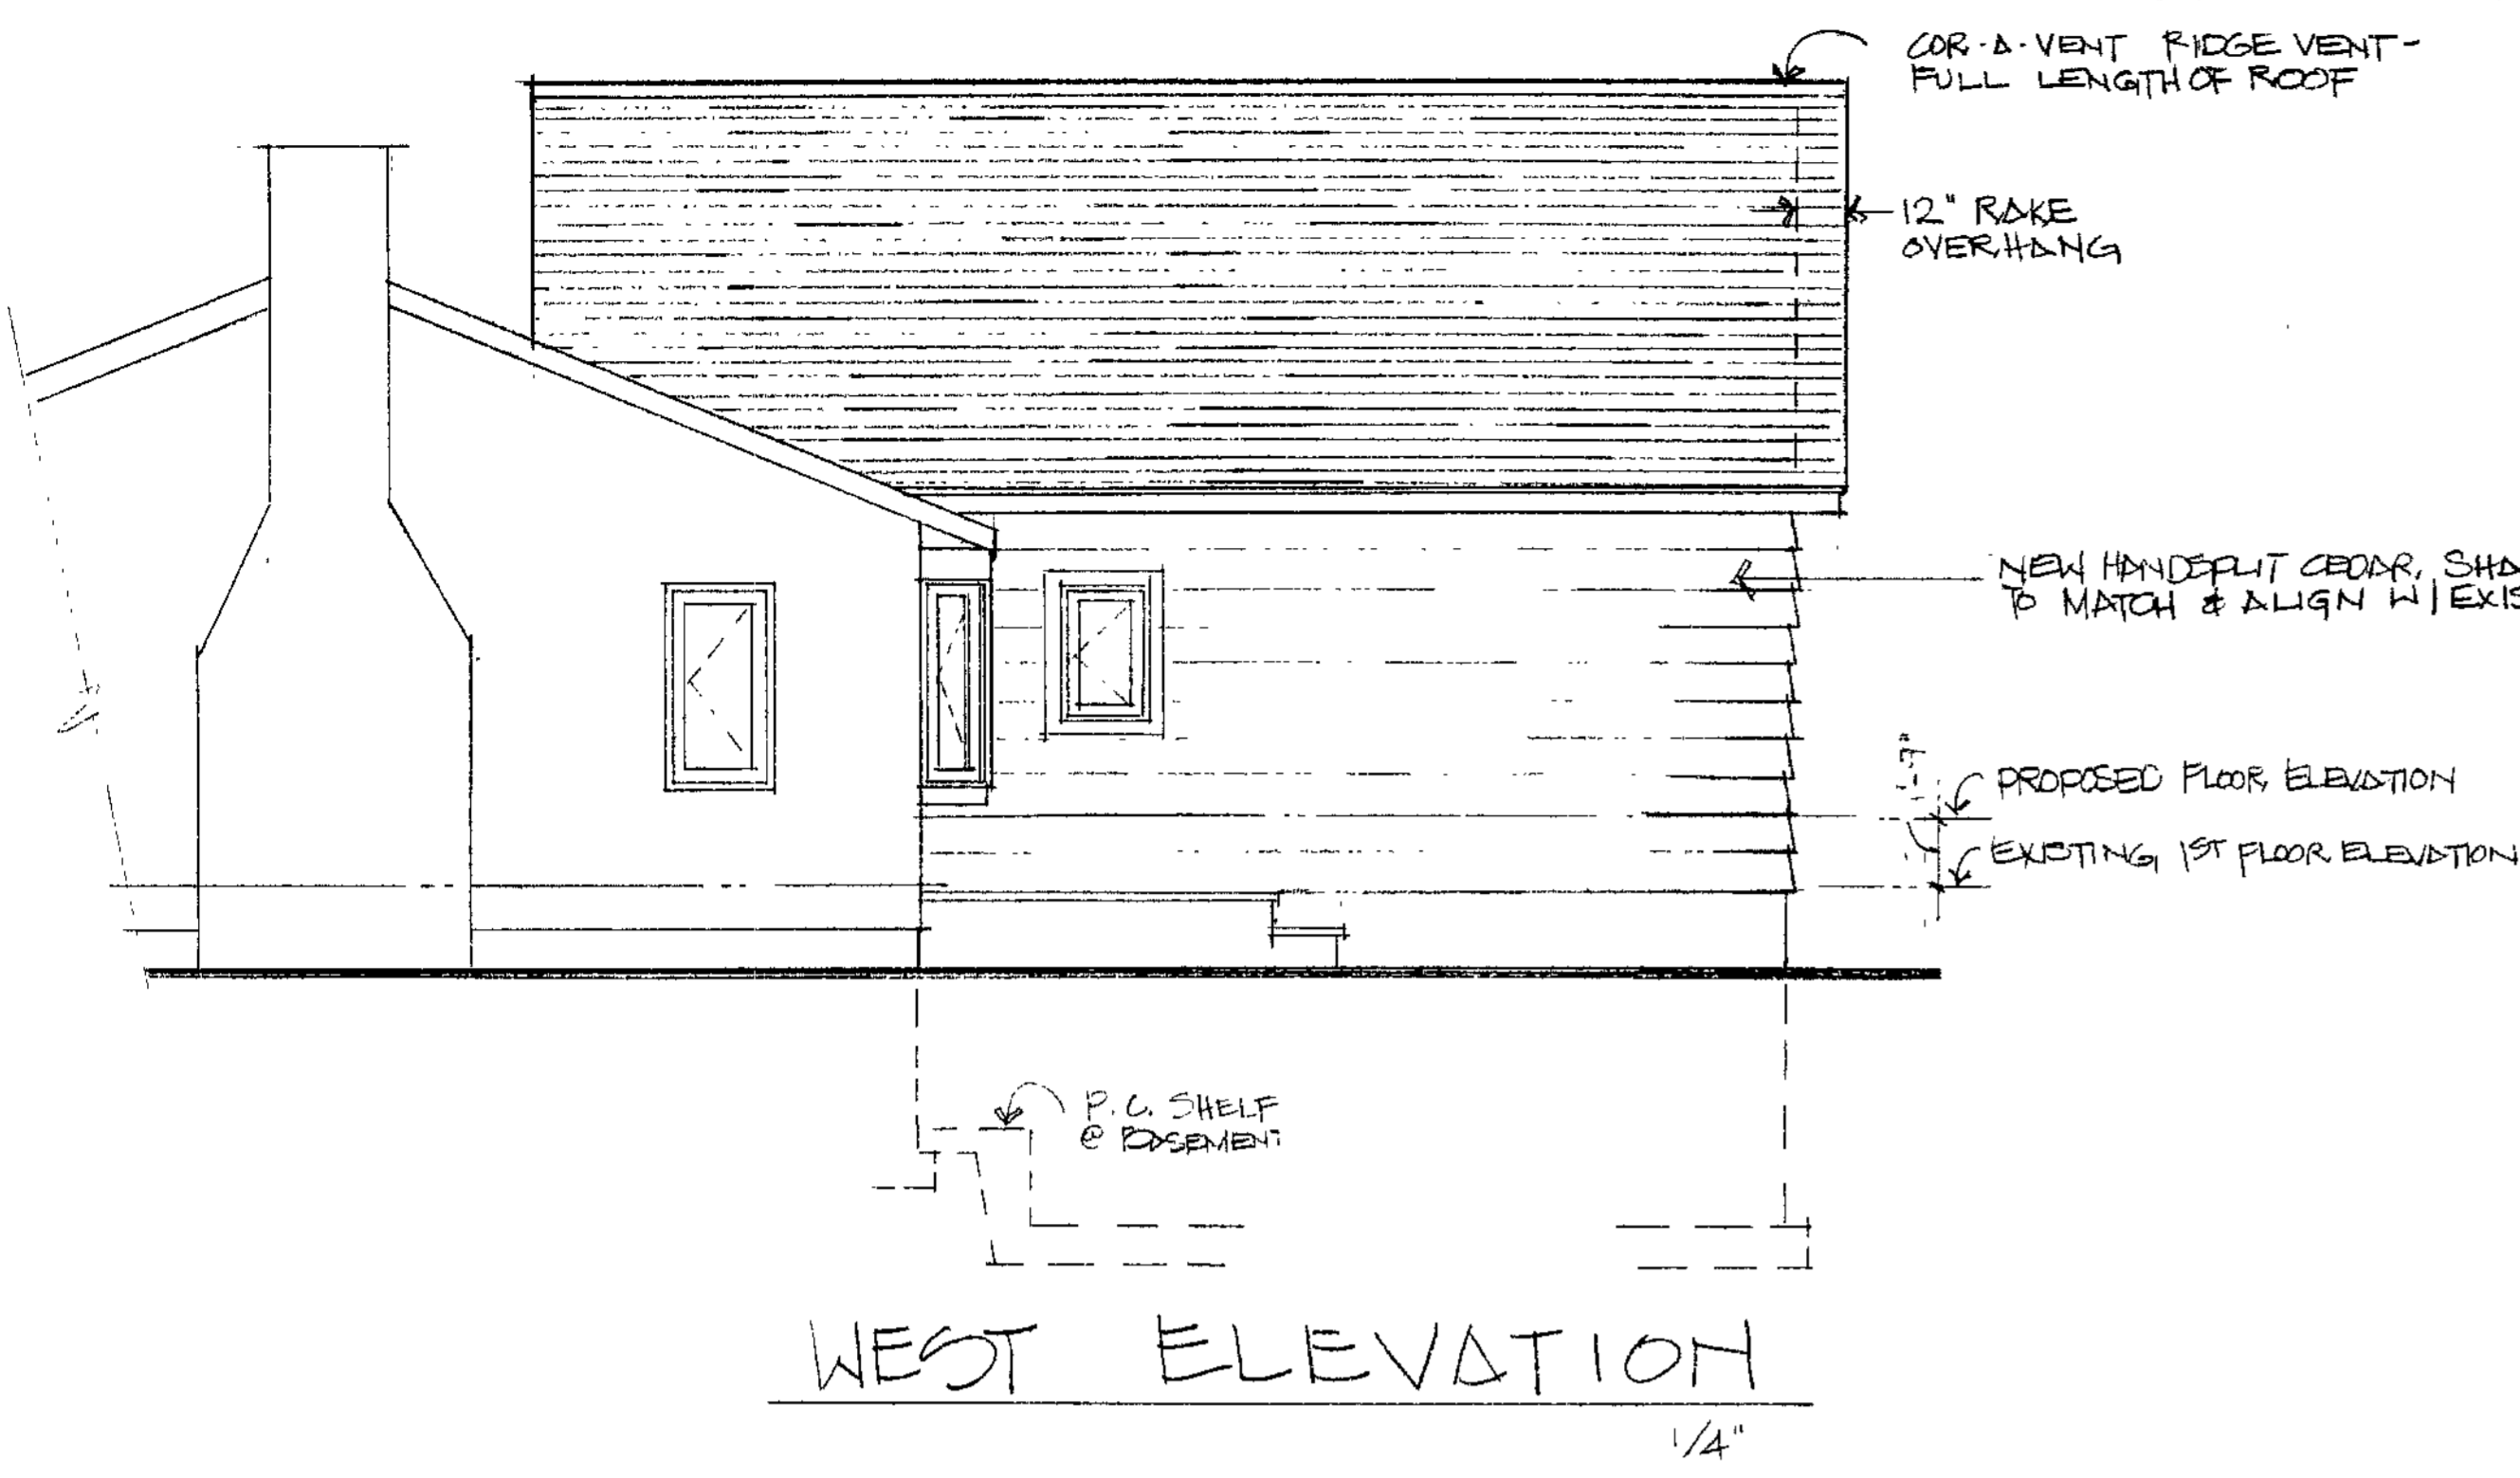 COR-A-VENT RIDGE VENT-
FULL LENGTH OF ROOF
12" RAKE
OVERHANG
NEW HANDSPLIT CEDAR SHA
TO MATCH & ALIGN W/ EXIS
PROPOSED FLOOR ELEVATION
EXISTING 1ST FLOOR ELEVATION
P.C. SHELF
@ BASEMENT
WEST ELEVATION
1/4"